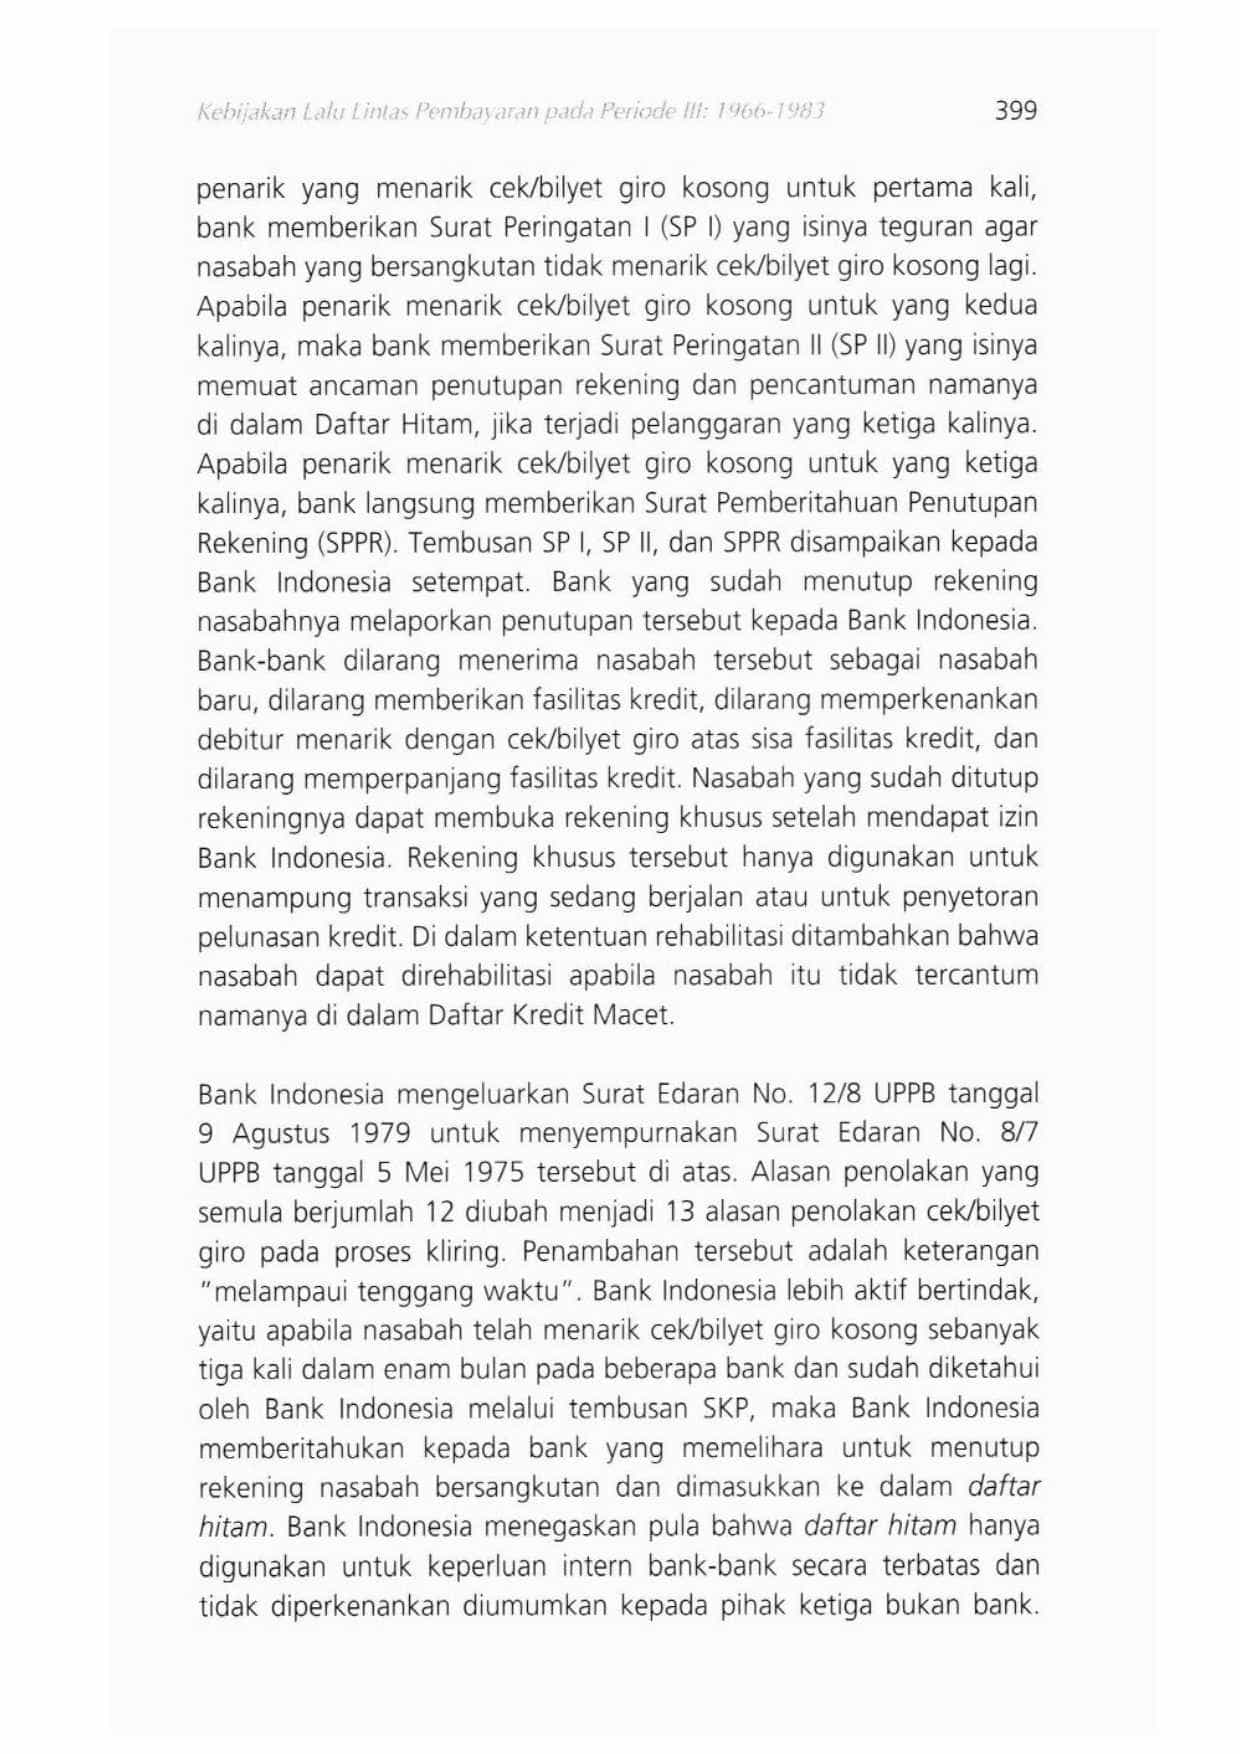 Kebijakan Lalu Lintas Pembayaran pada Periode III: 1966-1983 399
penarik yang menarik cek/bilyet giro kosong untuk pertama kali,
bank memberikan Surat Peringatan I (SP I) yang isinya teguran agar
nasabah yang bersangkutan tidak menarik cek/bilyet giro kosong lagi.
Apabila penarik menarik cek/bilyet giro kosong untuk yang kedua
kalinya, maka bank memberikan Surat Peringatan II (SP II) yang isinya
memuat ancaman penutupan rekening dan pencantuman namanya
di dalam Daftar Hitam, jika terjadi pelanggaran yang ketiga kalinya.
Apabila penarik menarik cek/bilyet giro kosong untuk yang ketiga
kalinya, bank langsung memberikan Surat Pemberitahuan Penutupan
Rekening (SPPR). Tembusan SP I, SP II, dan SPPR disampaikan kepada
Bank Indonesia setempat. Bank yang sudah menutup rekening
nasabahnya melaporkan penutupan tersebut kepada Bank Indonesia.
Bank-bank dilarang menerima nasabah tersebut sebagai nasabah
baru, dilarang memberikan fasilitas kredit, dilarang memperkenankan
debitur menarik dengan cek/bilyet giro atas sisa fasilitas kredit, dan
dilarang memperpanjang fasilitas kredit. Nasabah yang sudah ditutup
rekeningnya dapat membuka rekening khusus setelah mendapat izin
Bank Indonesia. Rekening khusus tersebut hanya digunakan untuk
menampung transaksi yang sedang berjalan atau untuk penyetoran
pelunasan kredit. Di dalam ketentuan rehabilitasi ditambahkan bahwa
nasabah dapat direhabilitasi apabila nasabah itu tidak tercantum
namanya di dalam Daftar Kredit Macet.
Bank Indonesia mengeluarkan Surat Edaran No. 12/8 UPPB tanggal
9 Agustus 1979 untuk menyempurnakan Surat Edaran No. 8/7
UPPB tanggal 5 Mei 1975 tersebut di atas. Alasan penolakan yang
semula berjumlah 12 diubah menjadi 13 alasan penolakan cek/bilyet
giro pada proses kliring. Penambahan tersebut adalah keterangan
"melampaui tenggang waktu". Bank Indonesia lebih aktif bertindak,
yaitu apabila nasabah telah menarik cek/bilyet giro kosong sebanyak
tiga kali dalam enam bulan pada beberapa bank dan sudah diketahui
oleh Bank Indonesia melalui tembusan SKP, maka Bank Indonesia
memberitahukan kepada bank yang memelihara untuk menutup
rekening nasabah bersangkutan dan dimasukkan ke dalam daftar
hitam. Bank Indonesia menegaskan pula bahwa daftar hitam hanya
digunakan untuk keperluan intern bank-bank secara terbatas dan
tidak diperkenankan diumumkan kepada pihak ketiga bukan bank.